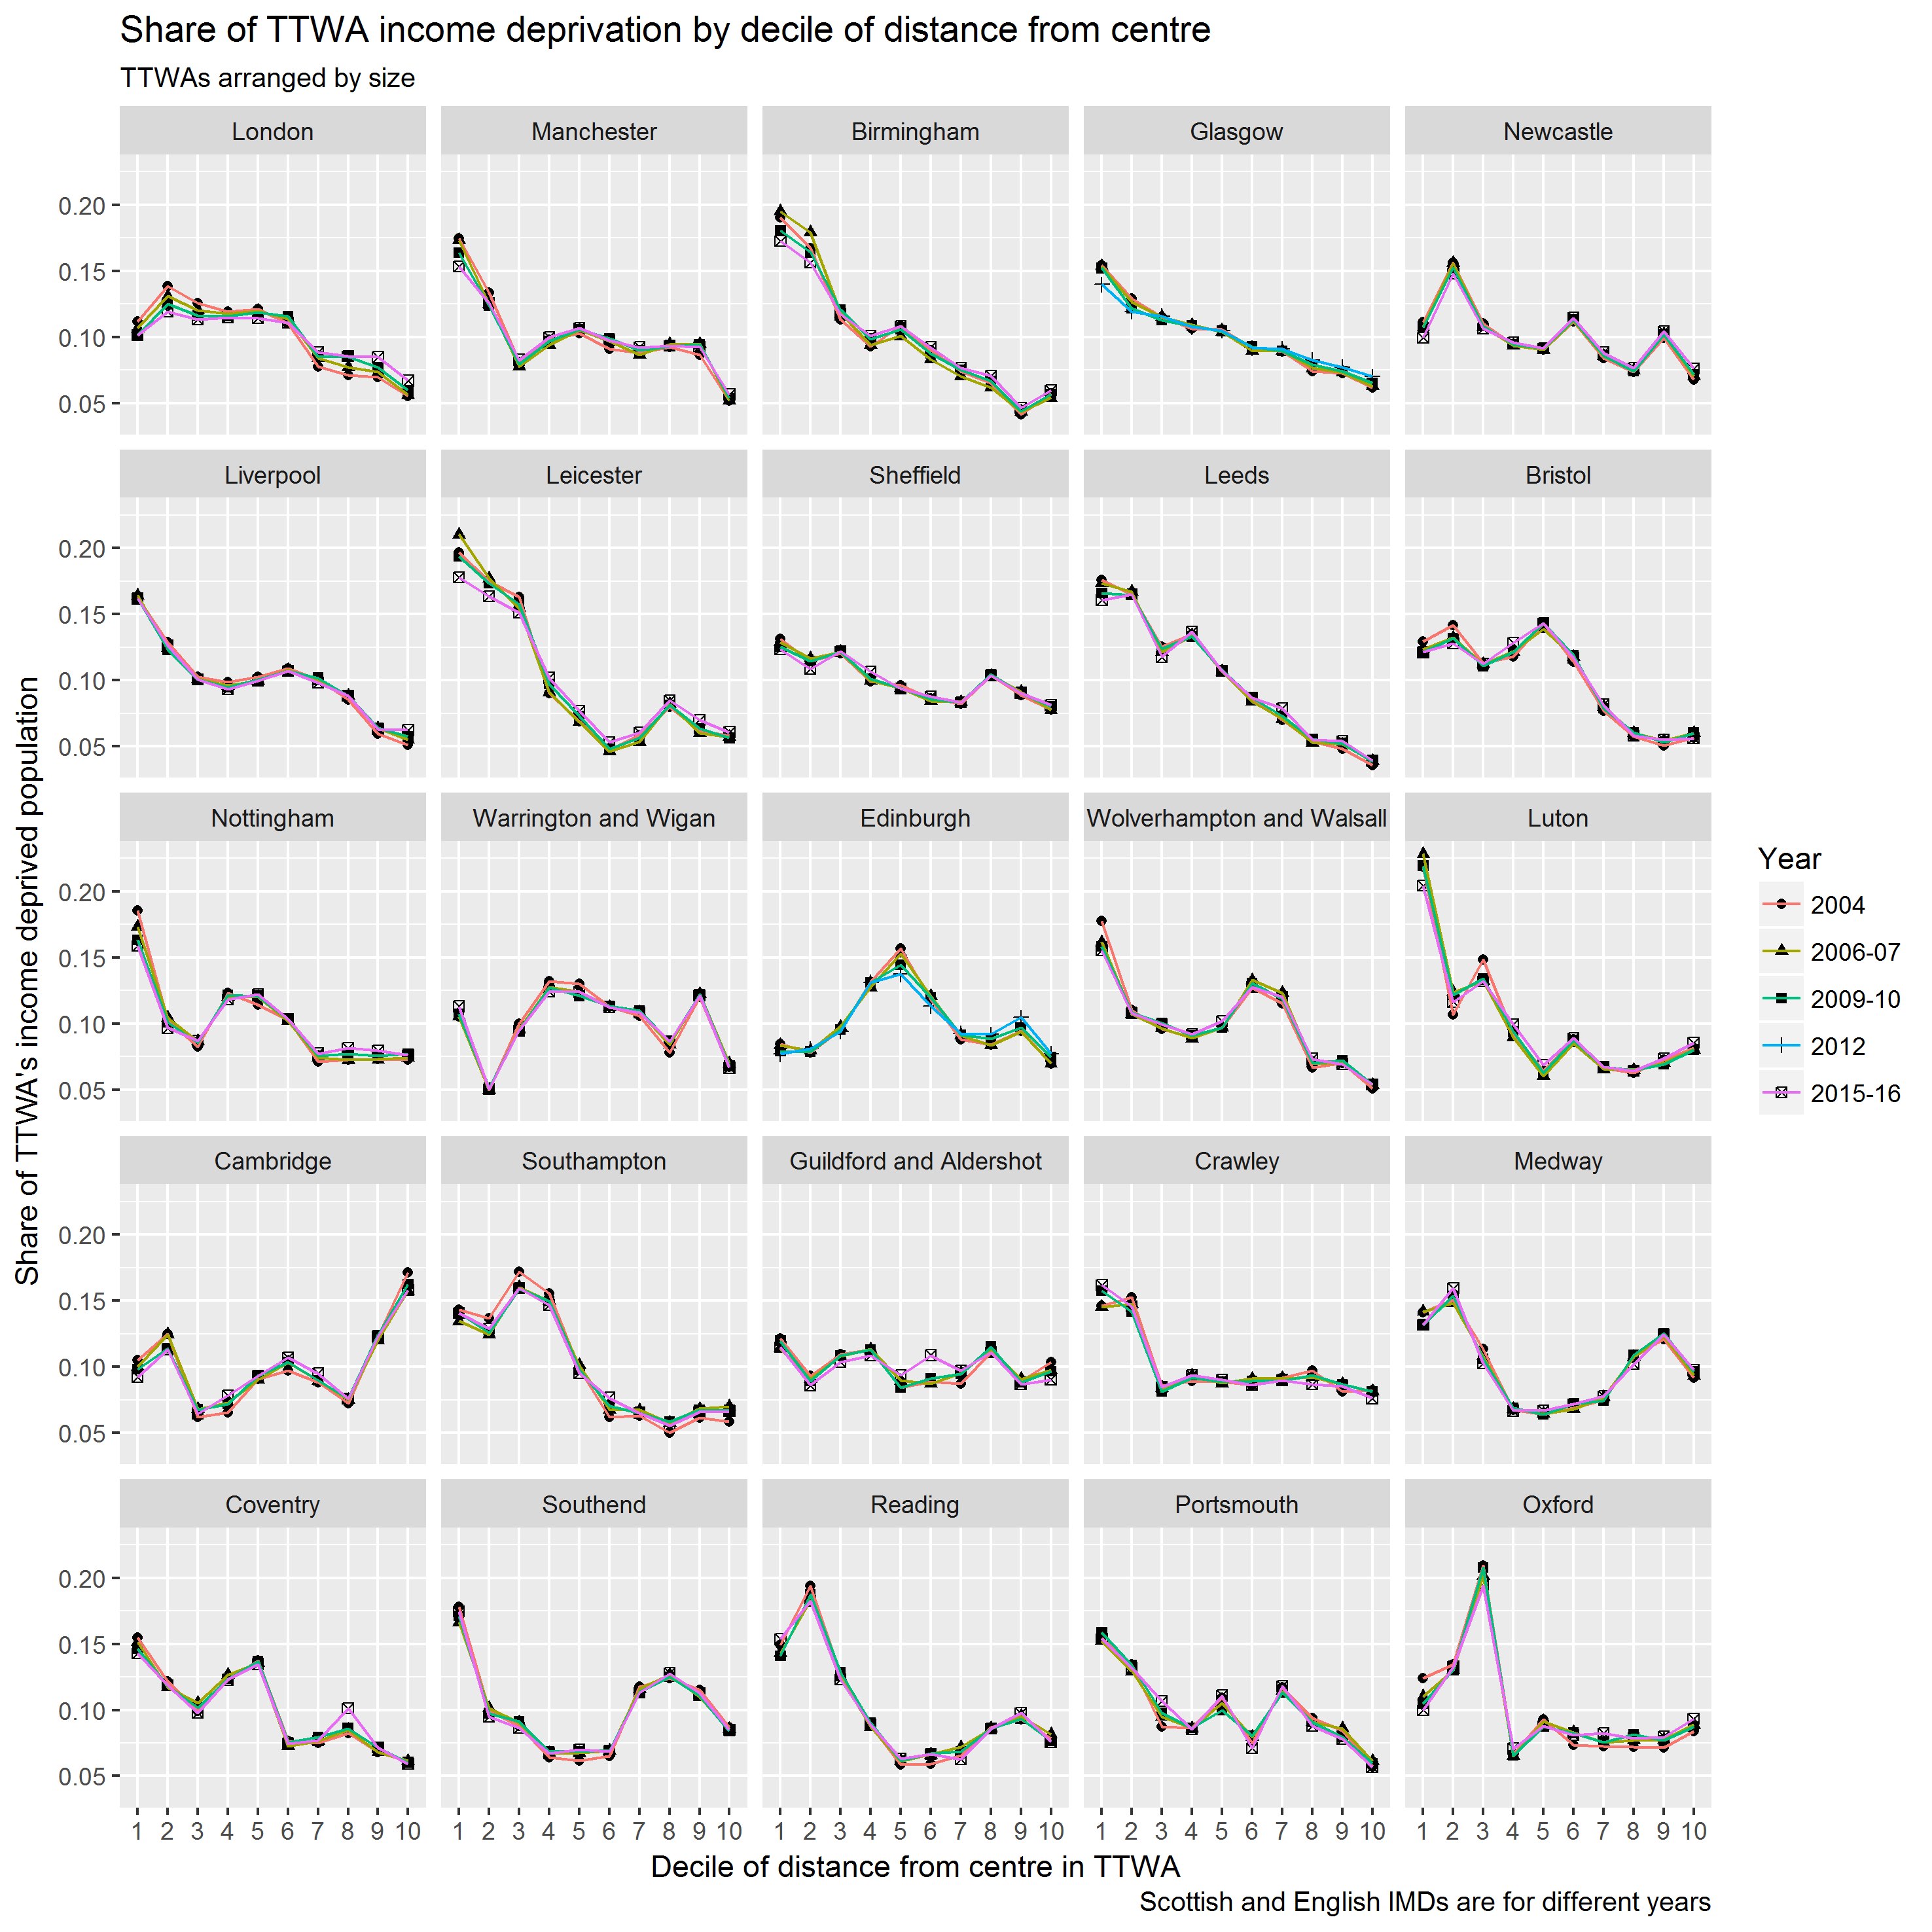 Share of TTWA income deprivation by decile of distance from centre
TTWAs arranged by size
London Manchester Birmingham Glasgow Newcastle
0.20
0.15
0.10
0.05
Liverpool Leicester Sheffield Leeds Bristol
0.20
0.15
0.10
0.05
Nottingham Warrington and Wigan Edinburgh Wolverhampton and Walsall Luton
0.20
0.15
0.10
0.05
Cambridge Southampton Guildford and Aldershot Crawley Medway
0.20
0.15
0.10
0.05
Coventry Southend Reading Portsmouth Oxford
0.20
0.15
0.10
0.05
1 2 3 4 5 6 7 8 9 10 1 2 3 4 5 6 7 8 9 10 1 2 3 4 5 6 7 8 9 10 1 2 3 4 5 6 7 8 9 10 1 2 3 4 5 6 7 8 9 10
Share of TTWA's income deprived population
Decile of distance from centre in TTWA
Scottish and English IMDs are for different years
Year
2004
2006-07
2009-10
2012
2015-16